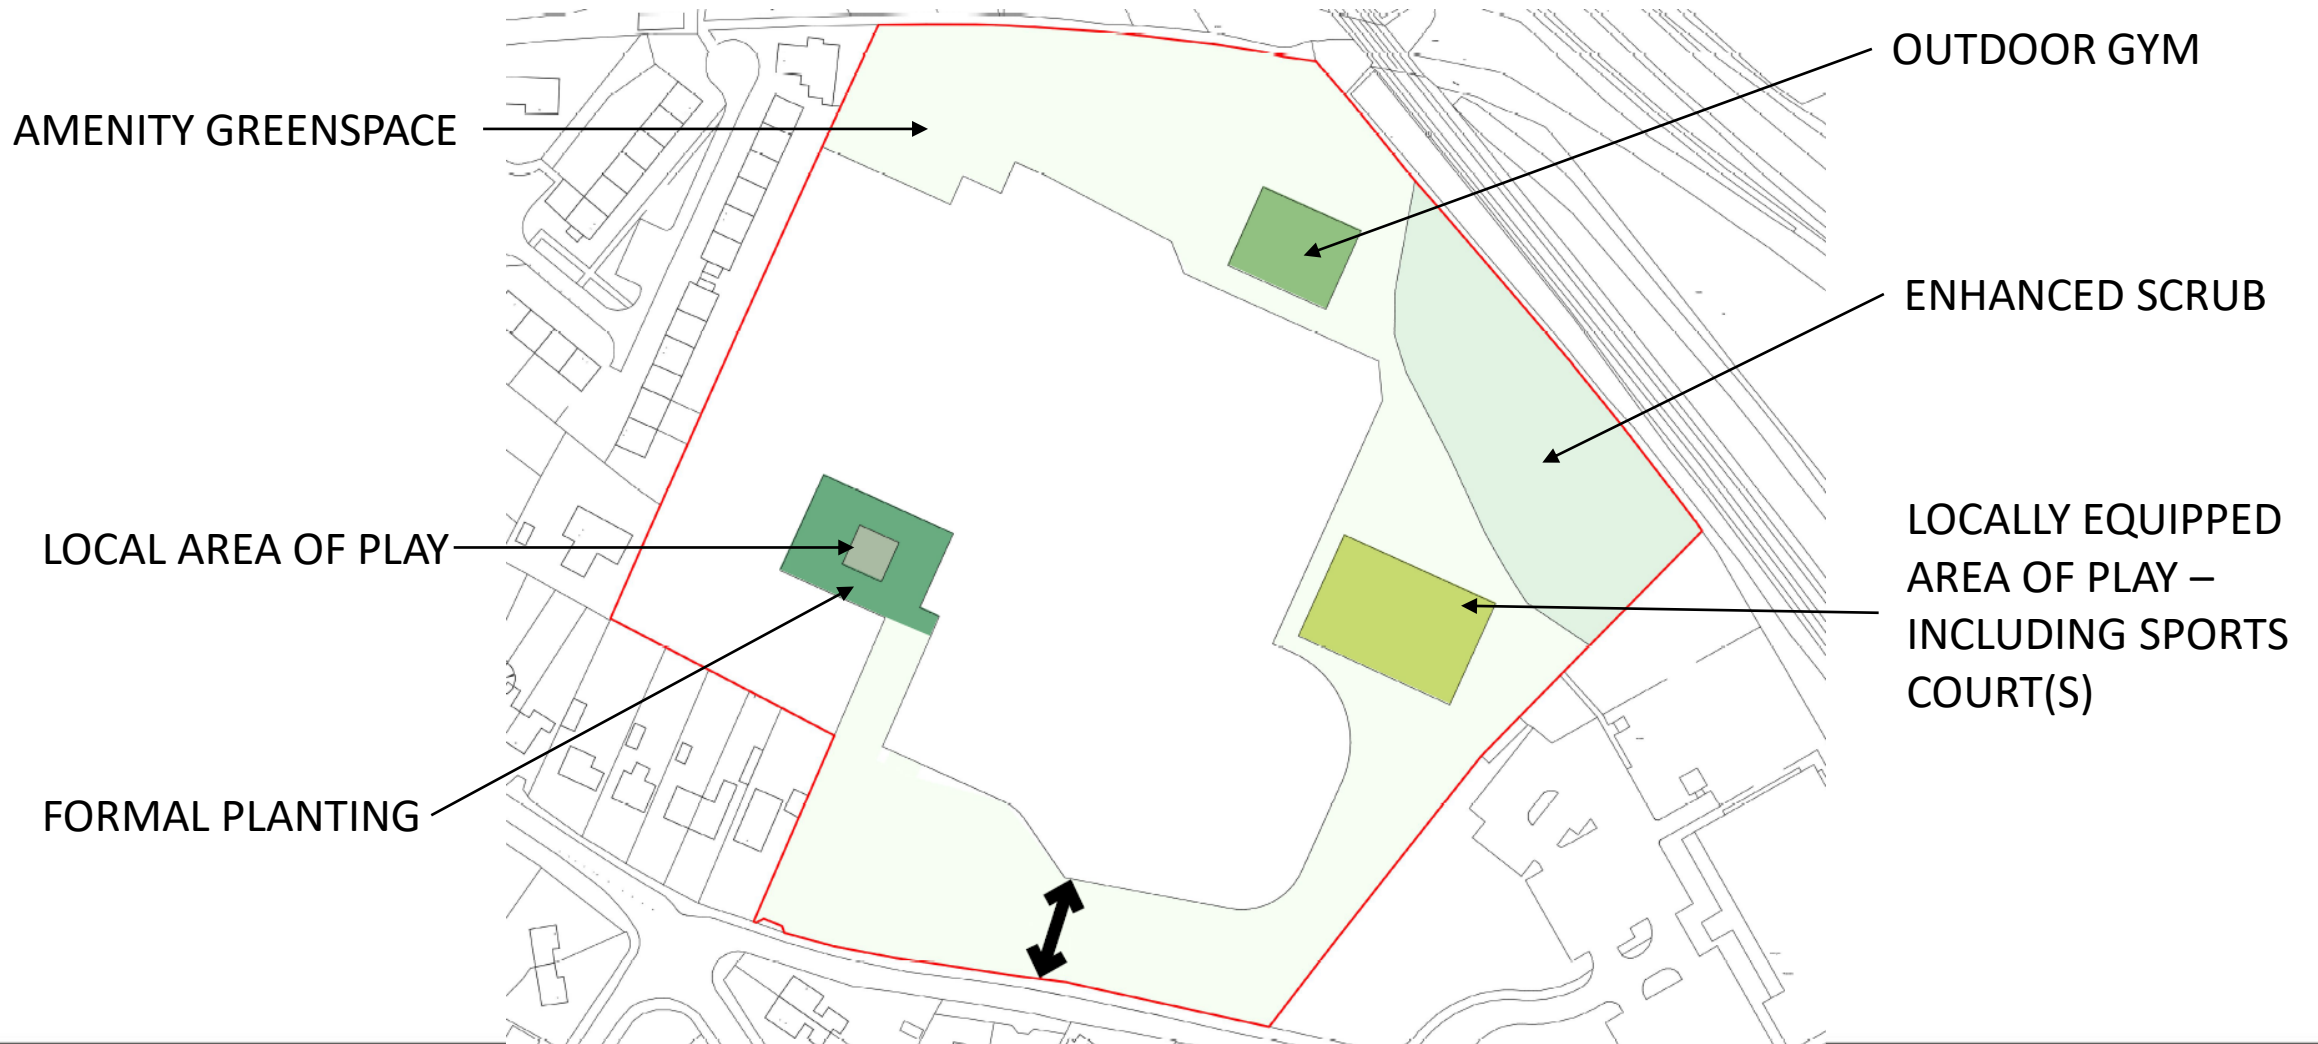 OUTDOOR GYM
AMENITY GREENSPACE
ENHANCED SCRUB
LOCALLY EQUIPPED
AREA OF PLAY –
INCLUDING SPORTS
COURT(S)
LOCAL AREA OF PLAY
FORMAL PLANTING